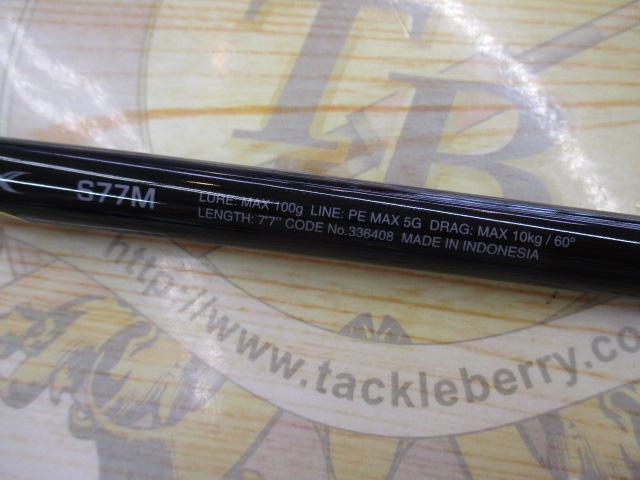 TB
S77M
LURE: MAX 100g LINE: PE MAX 5G DRAG: MAX 10kg / 60°
LENGTH: 7'7" CODE No.336408 MADE IN INDONESIA
http://
www.tackleberry.co